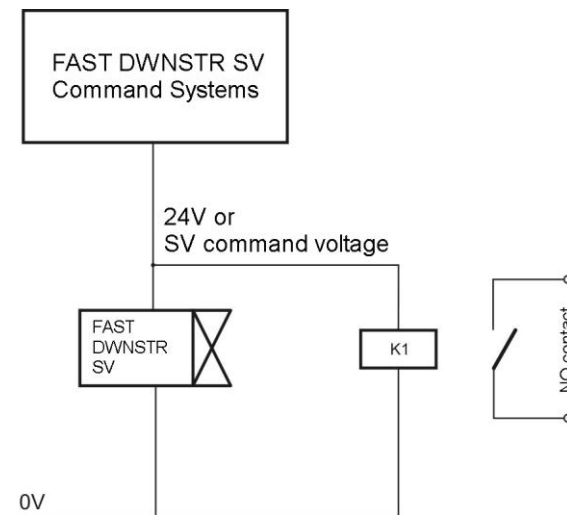 FAST DWNSTR SV
Command Systems
24V or
SV command voltage
FAST
DWNSTR
SV
K1
NO contact
0V